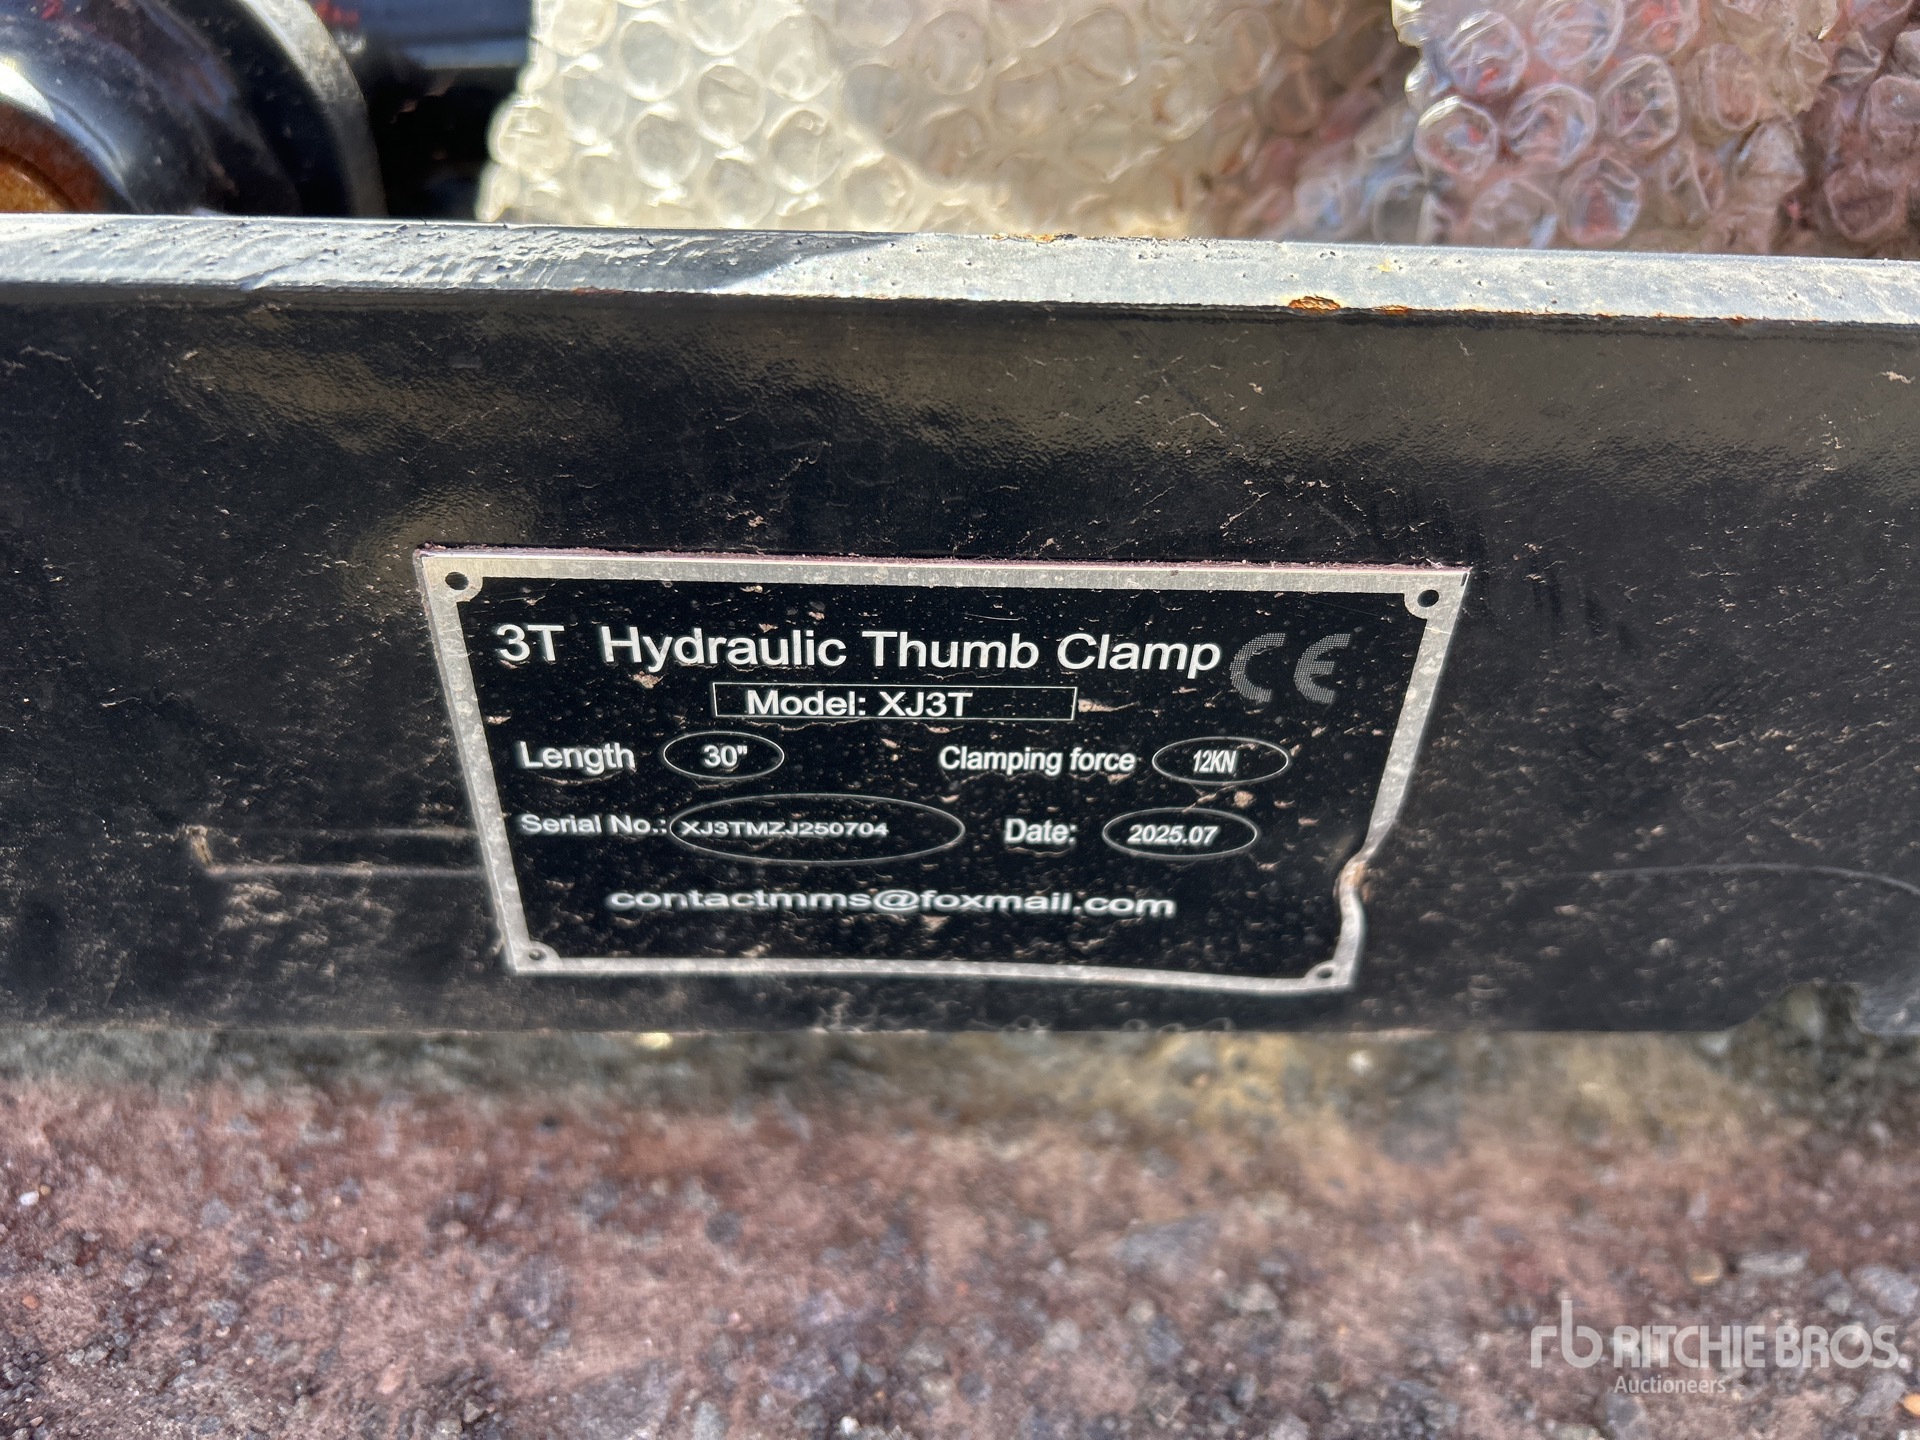 3T Hydraulic Thumb Clamp CE
Model: XJ3T
Length 30" Clamping force 12KN
Serial No.: XJ3TMZJ250704 Date: 2025.07
contactmms@foxmail.com
rb RITCHIE BROS.
Auctioneers